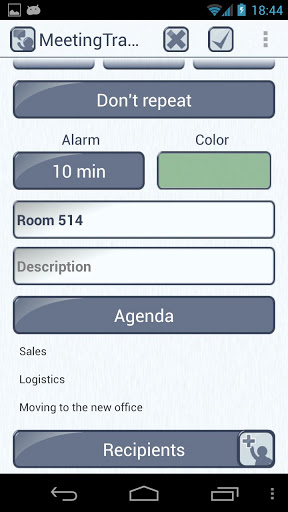 18:44
MeetingTra...
Don't repeat
Alarm
Color
10 min
Room 514
Description
Agenda
Sales
Logistics
Moving to the new office
Recipients